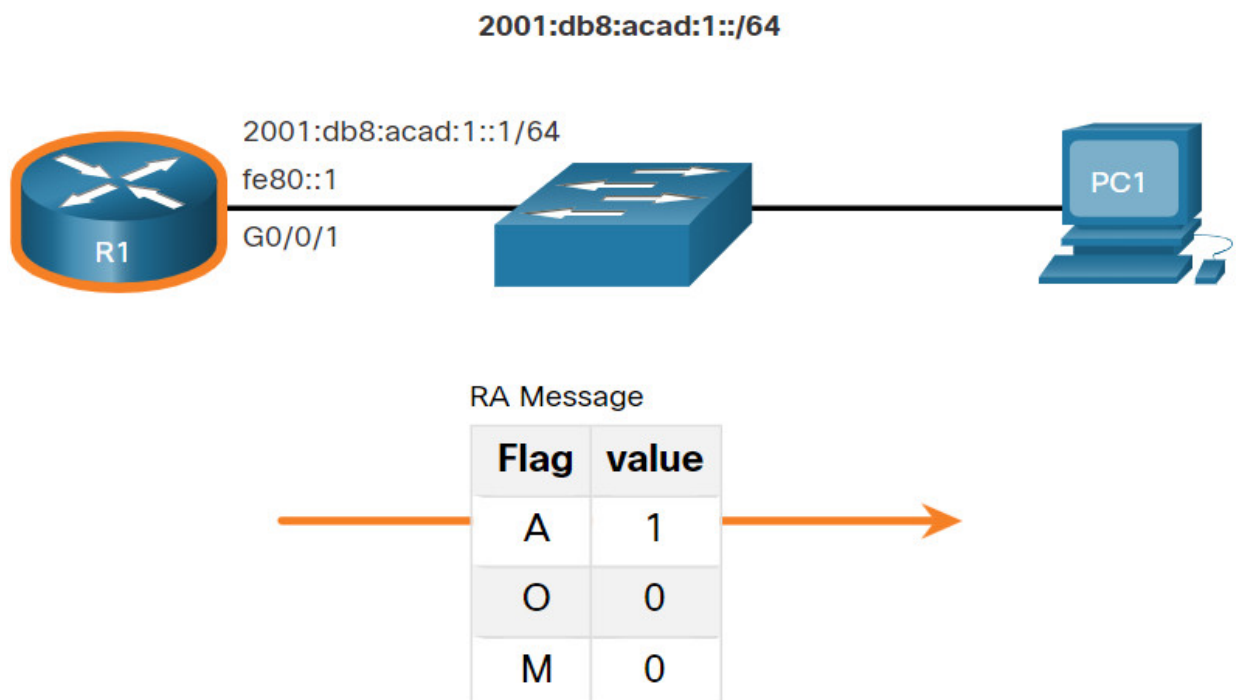 2001:db8:acad:1::/64
2001:db8:acad:1::1/64
fe80::1
G0/0/1
R1
PC1
RA Message
Flag value
A 1
O 0
M 0